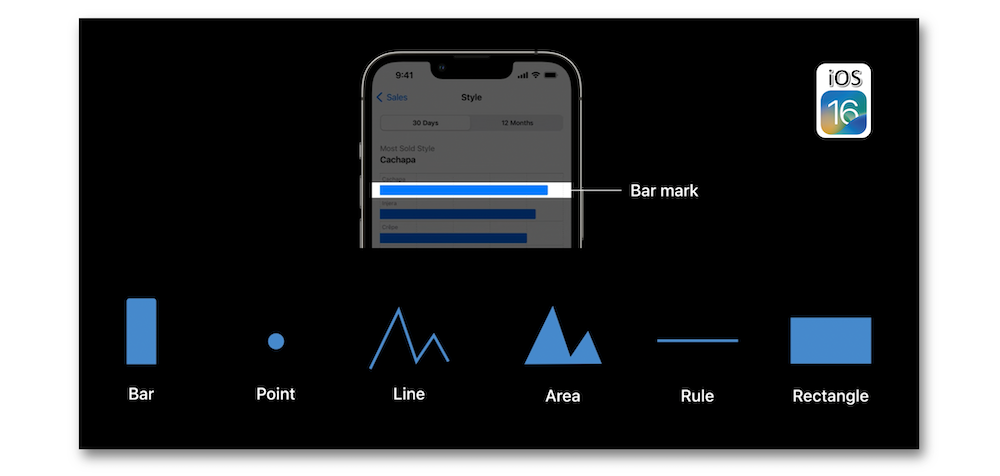 9:41
Sales
Style
30 Days
12 Months
Most Sold Style
Cachapa
Cachapa
Bar mark
Crêpe
iOS
16
Bar
Point
Line
Area
Rule
Rectangle